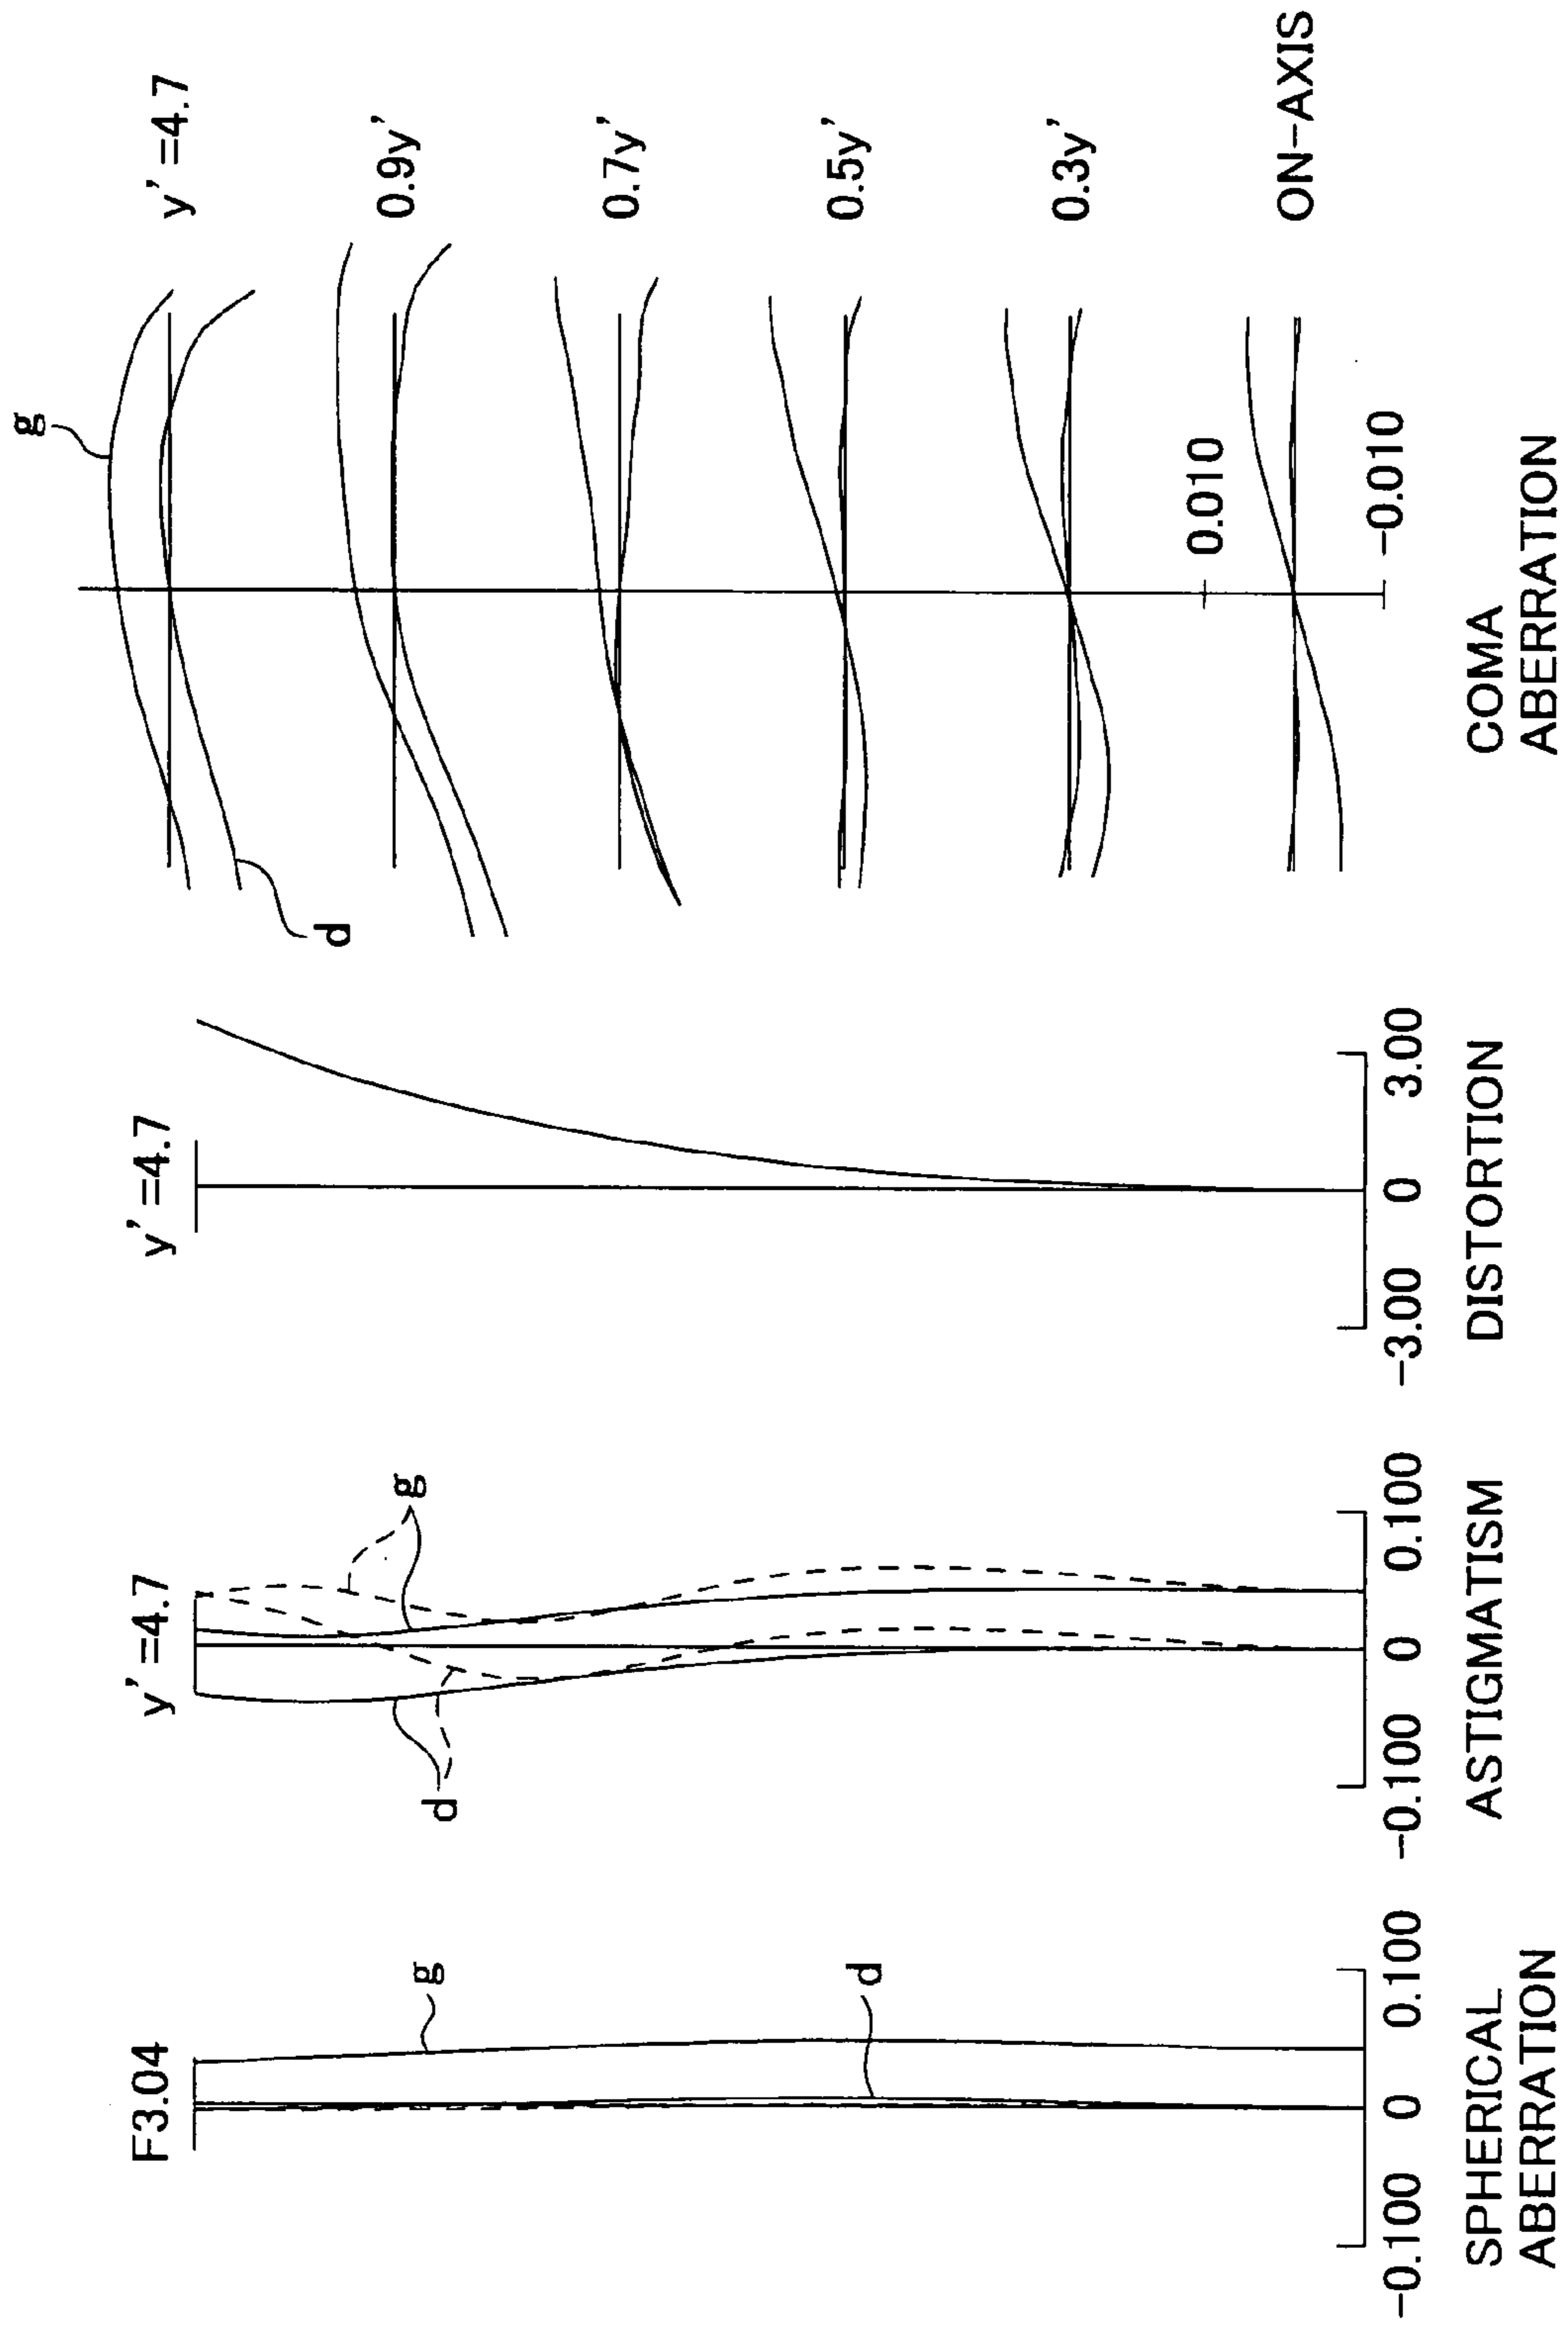 F3.04
g
d
-0.100
0
0.100
SPHERICAL
ABERRATION
y'=4.7
g
d
-0.100
0
0.100
ASTIGMATISM
y'=4.7
-3.00
0
3.00
DISTORTION
g
d
y'=4.7
0.9y'
0.7y'
0.5y'
0.3y'
ON-AXIS
0.010
-0.010
COMA
ABERRATION